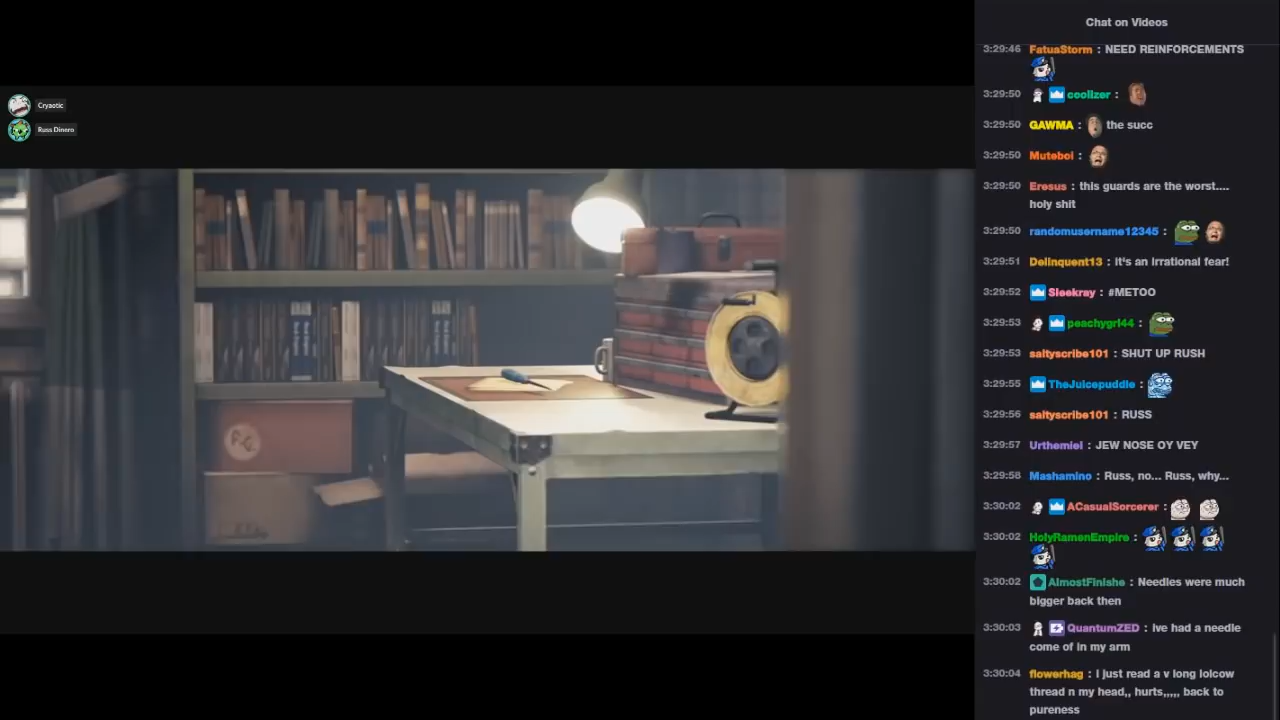 Cryaotic
Russ Dinero
Chat on Videos
3:29:46 FatuaStorm : NEED REINFORCEMENTS
3:29:50 coollzer :
3:29:50 GAWMA : the succ
3:29:50 Muteboi :
3:29:50 Eresus : this guards are the worst....
holy shit
3:29:50 randomusername12345 :
3:29:51 Delinquent13 : it's an irrational fear!
3:29:52 Sleekray : #METOO
3:29:53 peachygrl44 :
3:29:53 saltyscribe101 : SHUT UP RUSH
3:29:55 TheJuicepuddle :
3:29:56 saltyscribe101 : RUSS
3:29:57 Urthemiel : JEW NOSE OY VEY
3:29:58 Mashamino : Russ, no... Russ, why...
3:30:02 ACasualSorcerer :
3:30:02 HolyRamenEmpire :
3:30:02 AlmostFinishe : Needles were much
bigger back then
3:30:03 QuantumZED : ive had a needle
come of in my arm
3:30:04 flowerhag : i just read a v long lolcow
thread n my head,, hurts,,,,, back to
pureness